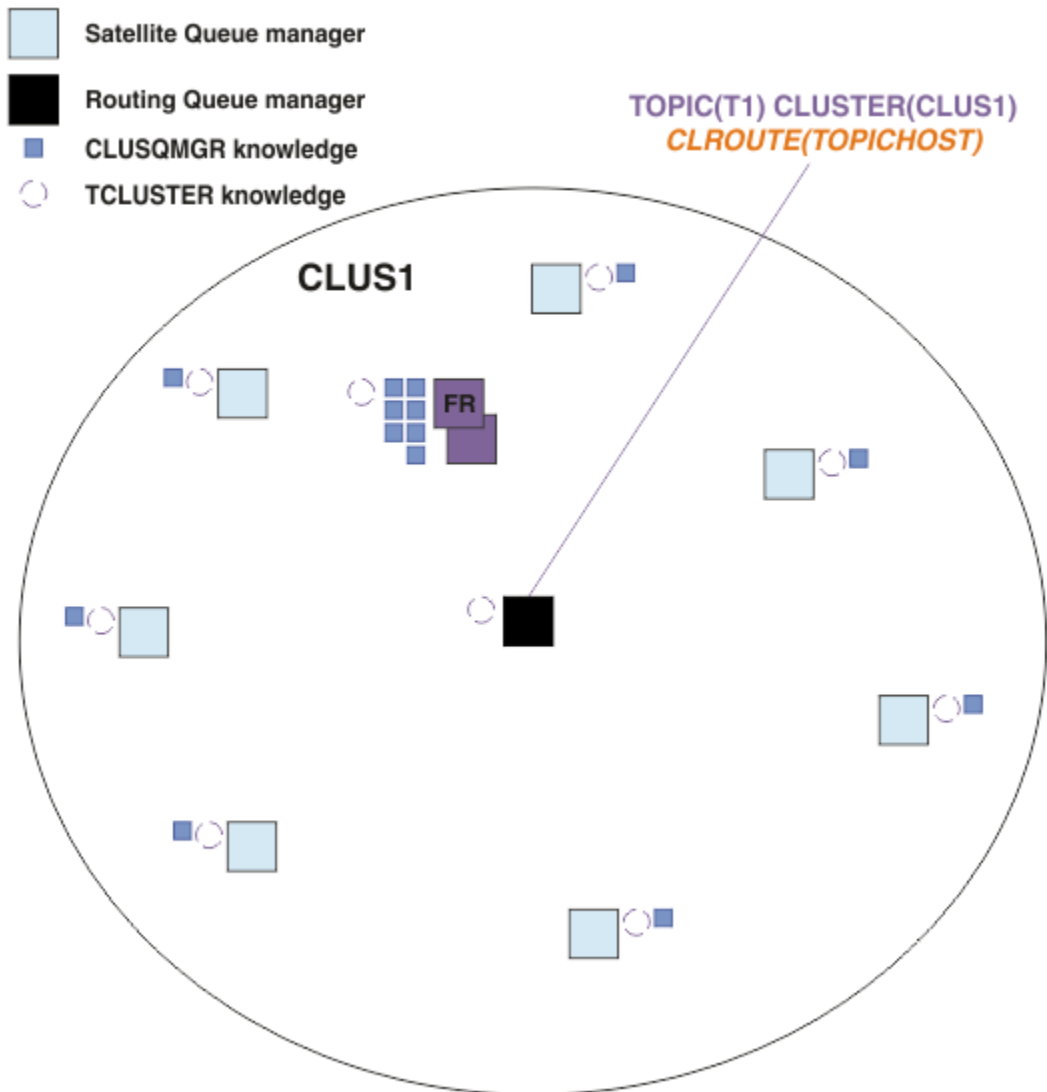 Satellite Queue manager
Routing Queue manager
CLUSQMGR knowledge
TCLUSTER knowledge
TOPIC(T1) CLUSTER(CLUS1)
CLROUTE(TOPICHOST)
CLUS1
FR